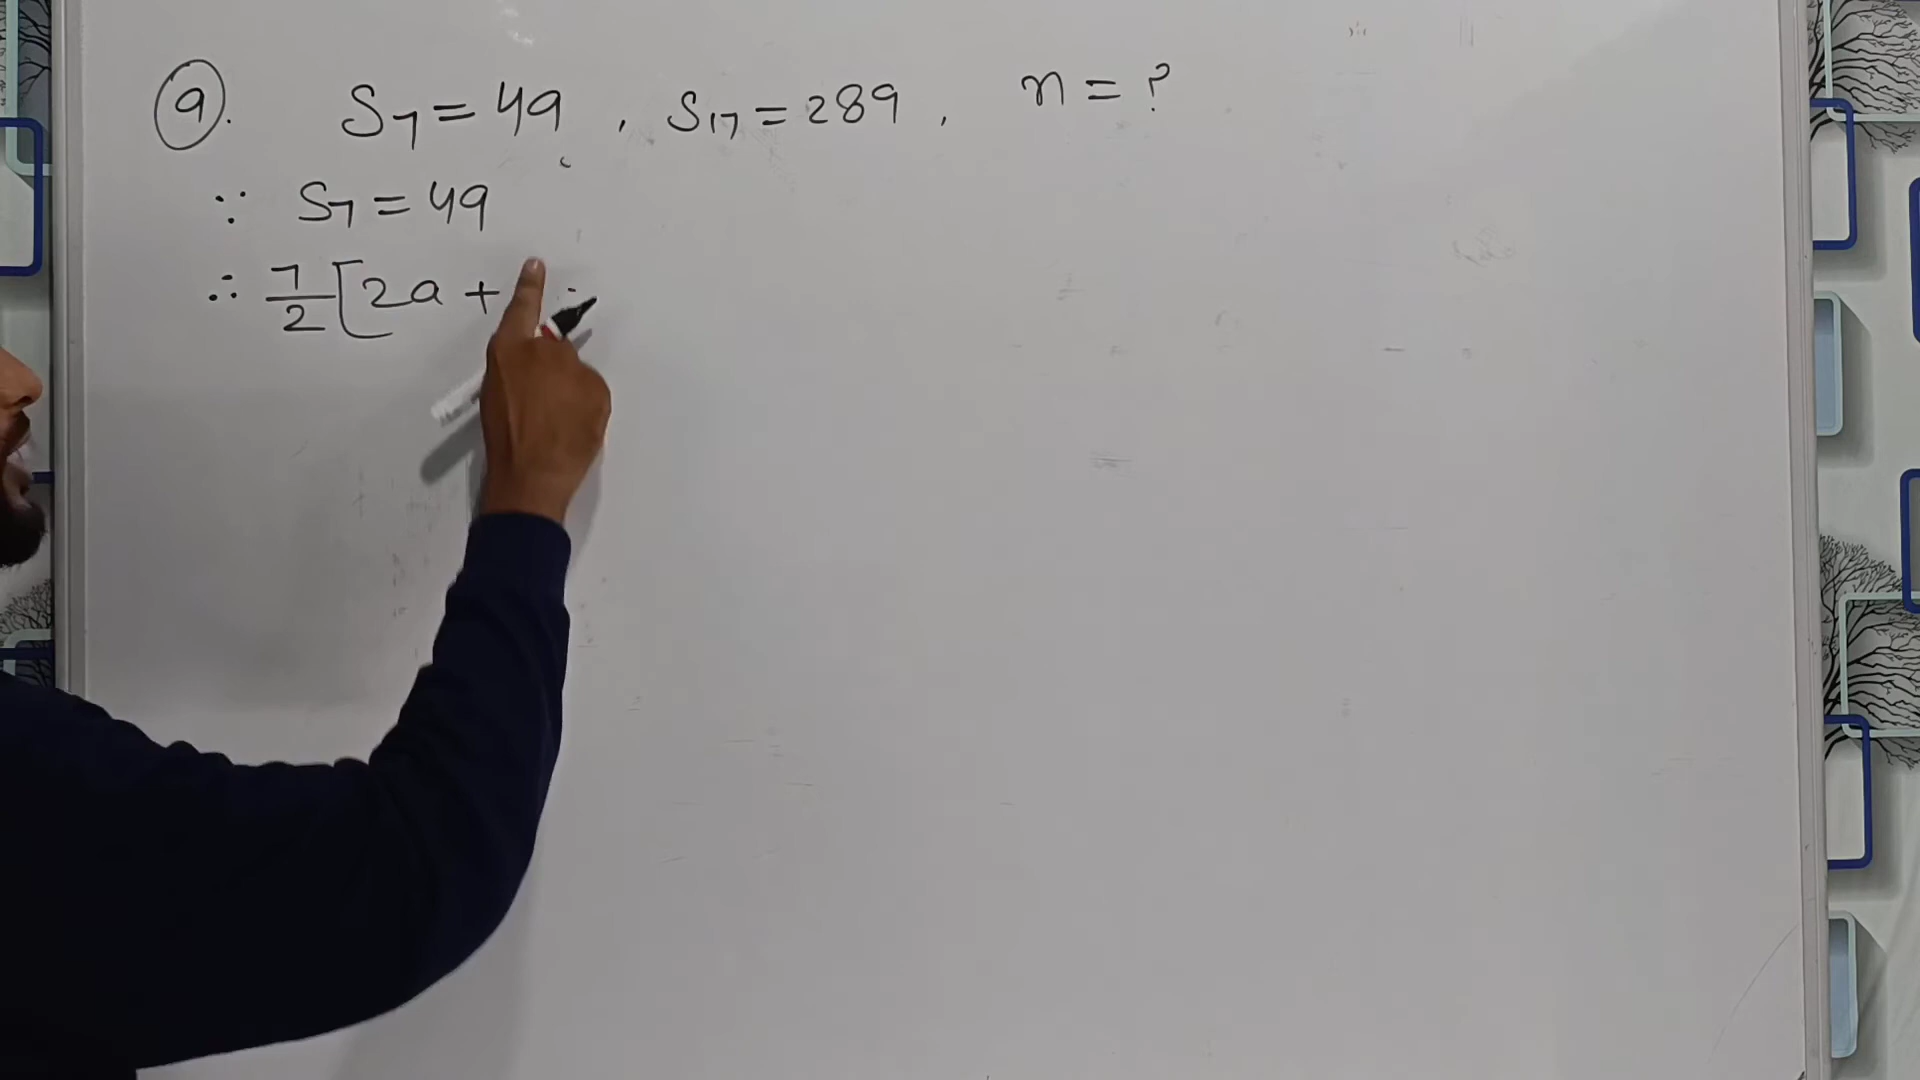 9. S₇ = 49 , S₁₇ = 289 , n = ?
∵ S₇ = 49
∴ 7/2 [2a +